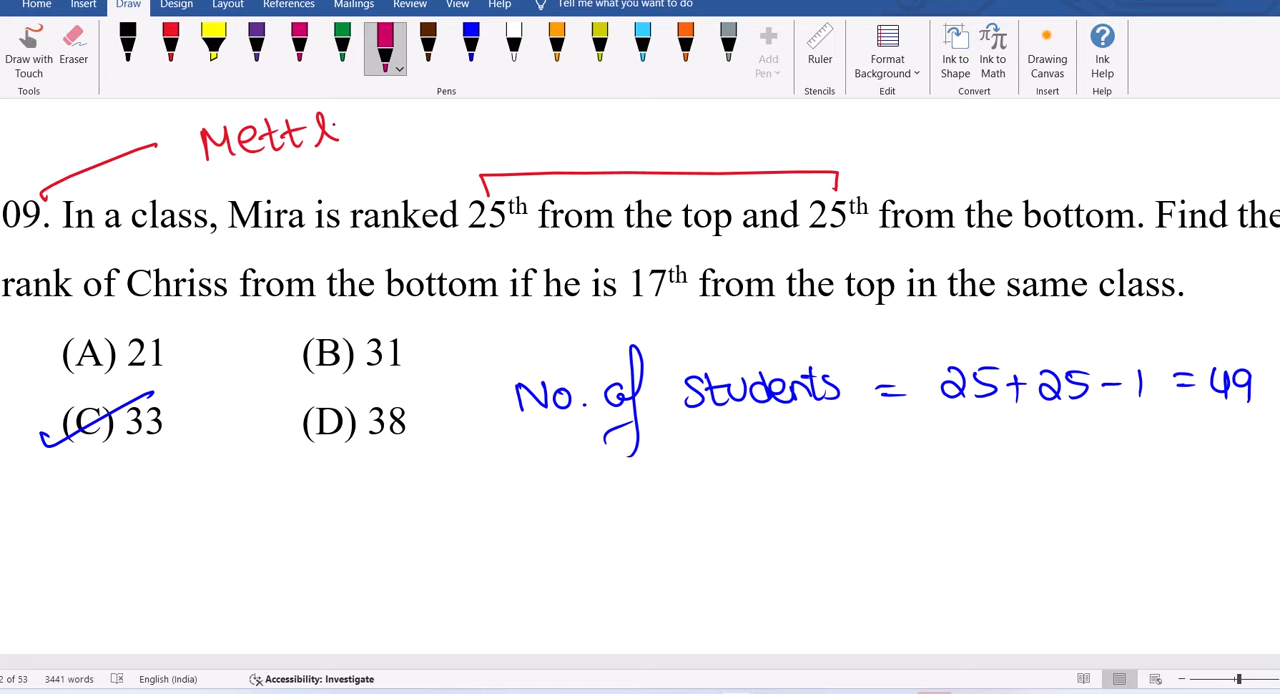 Home Insert Draw Design Layout References Mailings Review View Help Tell me what you want to do
Draw with Touch Eraser Add Pen Ruler Format Background Ink to Shape Ink to Math Drawing Canvas Ink Help
Tools Pens Stencils Edit Convert Insert Help
Mettl
09. In a class, Mira is ranked 25th from the top and 25th from the bottom. Find the
rank of Chriss from the bottom if he is 17th from the top in the same class.
(A) 21 (B) 31
No. of students = 25+25-1 = 49
(C) 33 (D) 38
2 of 53 3441 words English (India) Accessibility: Investigate